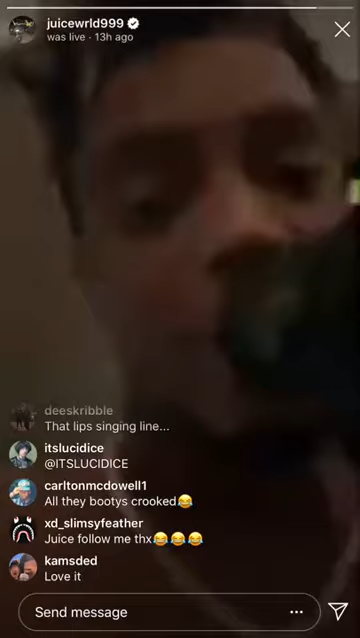 juicewrld999
was live · 13h ago
deeskribble
That lips singing line...
itslucidice
@ITSLUCIDICE
carltonmcdowell1
All they bootys crooked😂
xd_slimsyfeather
Juice follow me thx😂😂😂
kamsded
Love it
Send message